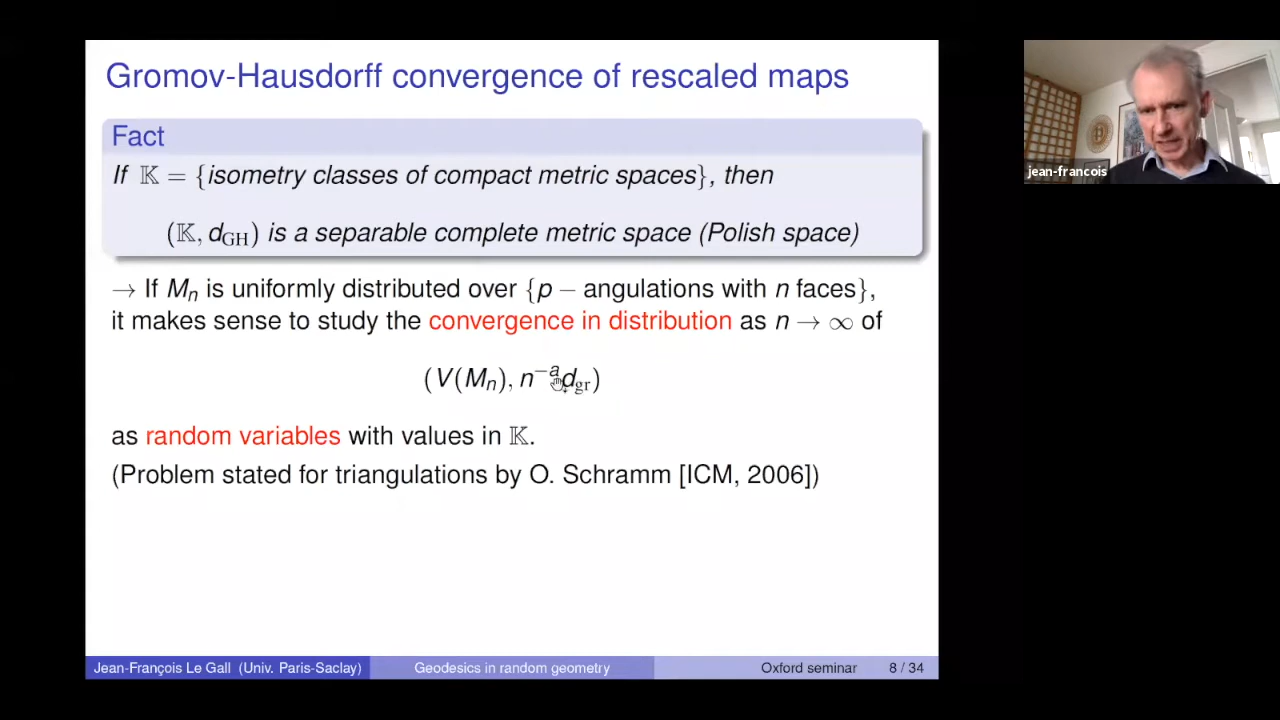 Gromov-Hausdorff convergence of rescaled maps
Fact
If 𝕂 = {isometry classes of compact metric spaces}, then
(𝕂, d_GH) is a separable complete metric space (Polish space)
→ If M_n is uniformly distributed over {p − angulations with n faces},
it makes sense to study the convergence in distribution as n → ∞ of
(V(M_n), n^{−a} d_gr)
as random variables with values in 𝕂.
(Problem stated for triangulations by O. Schramm [ICM, 2006])
Jean-François Le Gall (Univ. Paris-Saclay) Geodesics in random geometry Oxford seminar 8 / 34
jean-francois